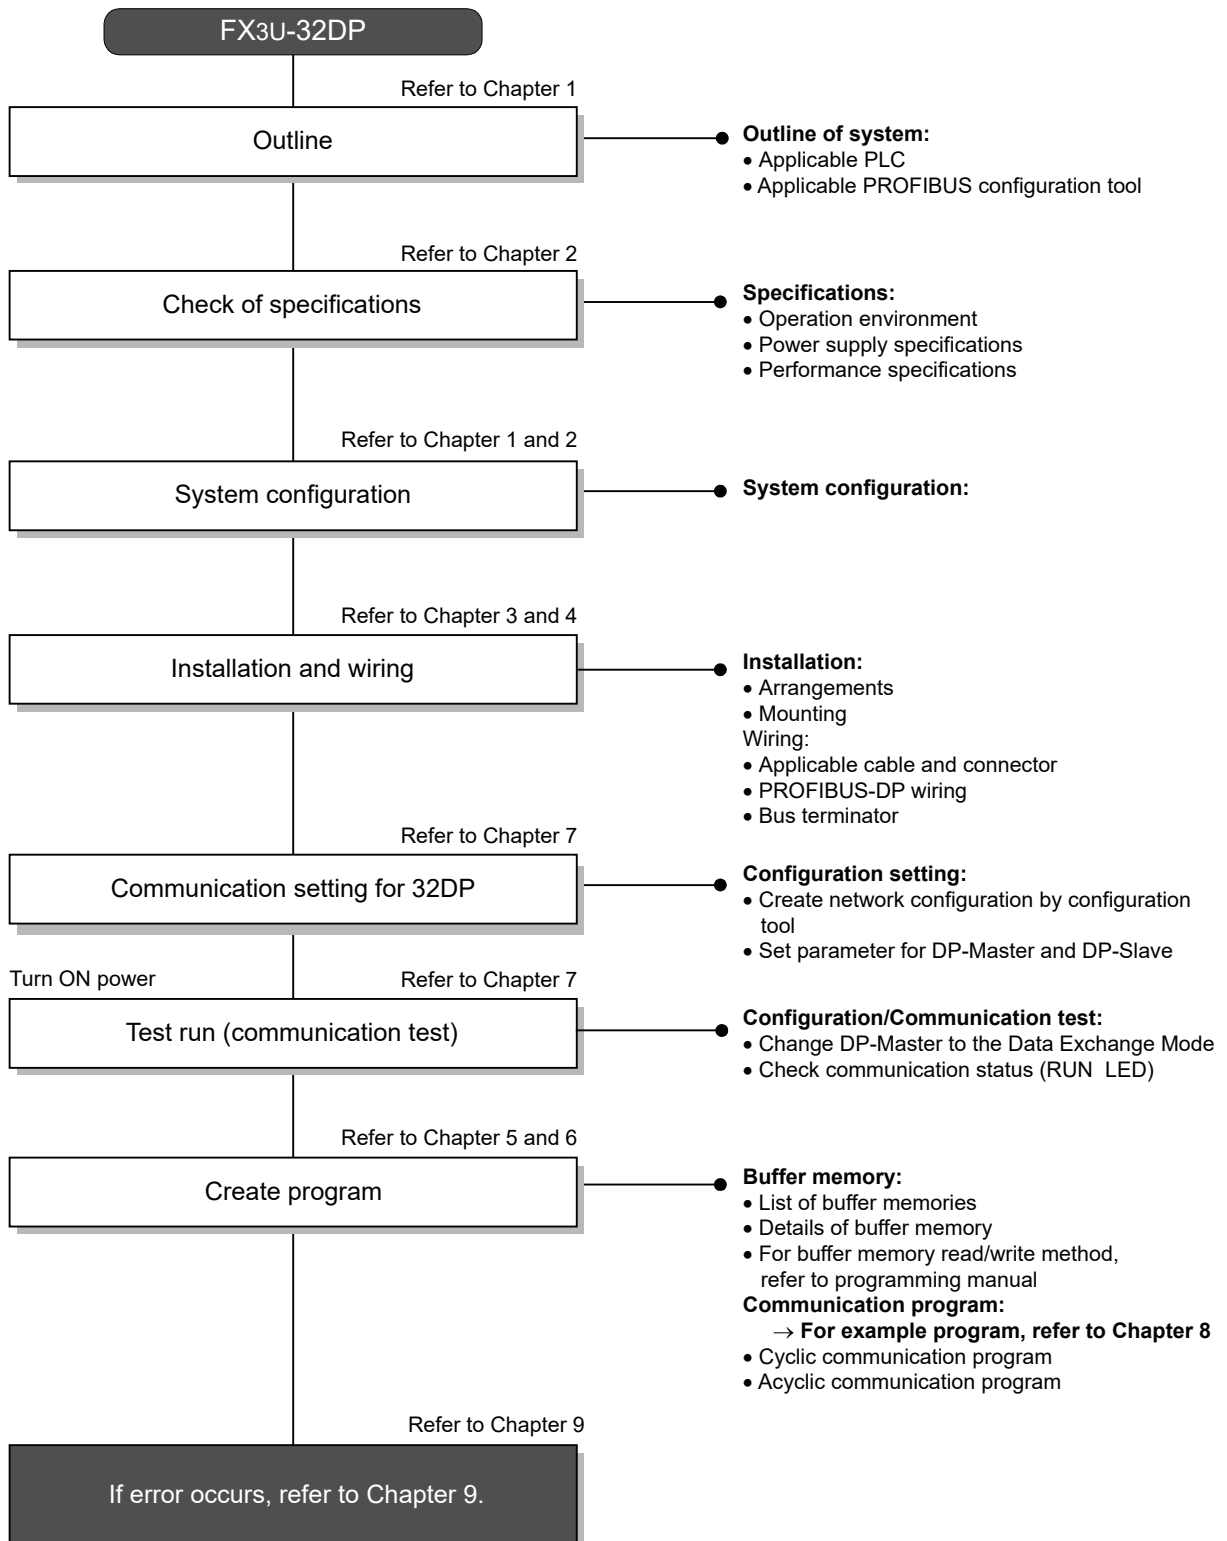 FX3U-32DP
Refer to Chapter 1
Outline
Outline of system:
• Applicable PLC
• Applicable PROFIBUS configuration tool
Refer to Chapter 2
Check of specifications
Specifications:
• Operation environment
• Power supply specifications
• Performance specifications
Refer to Chapter 1 and 2
System configuration
System configuration:
Refer to Chapter 3 and 4
Installation and wiring
Installation:
• Arrangements
• Mounting
Wiring:
• Applicable cable and connector
• PROFIBUS-DP wiring
• Bus terminator
Refer to Chapter 7
Communication setting for 32DP
Configuration setting:
• Create network configuration by configuration
tool
• Set parameter for DP-Master and DP-Slave
Turn ON power
Refer to Chapter 7
Test run (communication test)
Configuration/Communication test:
• Change DP-Master to the Data Exchange Mode
• Check communication status (RUN LED)
Refer to Chapter 5 and 6
Create program
Buffer memory:
• List of buffer memories
• Details of buffer memory
• For buffer memory read/write method,
refer to programming manual
Communication program:
→ For example program, refer to Chapter 8
• Cyclic communication program
• Acyclic communication program
Refer to Chapter 9
If error occurs, refer to Chapter 9.